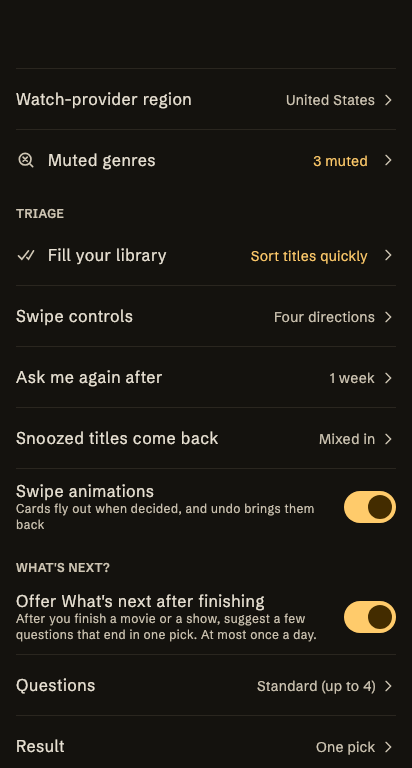 Watch-provider region United States
Muted genres 3 muted
TRIAGE
Fill your library Sort titles quickly
Swipe controls Four directions
Ask me again after 1 week
Snoozed titles come back Mixed in
Swipe animations
Cards fly out when decided, and undo brings them
back
WHAT'S NEXT?
Offer What's next after finishing
After you finish a movie or a show, suggest a few
questions that end in one pick. At most once a day.
Questions Standard (up to 4)
Result One pick